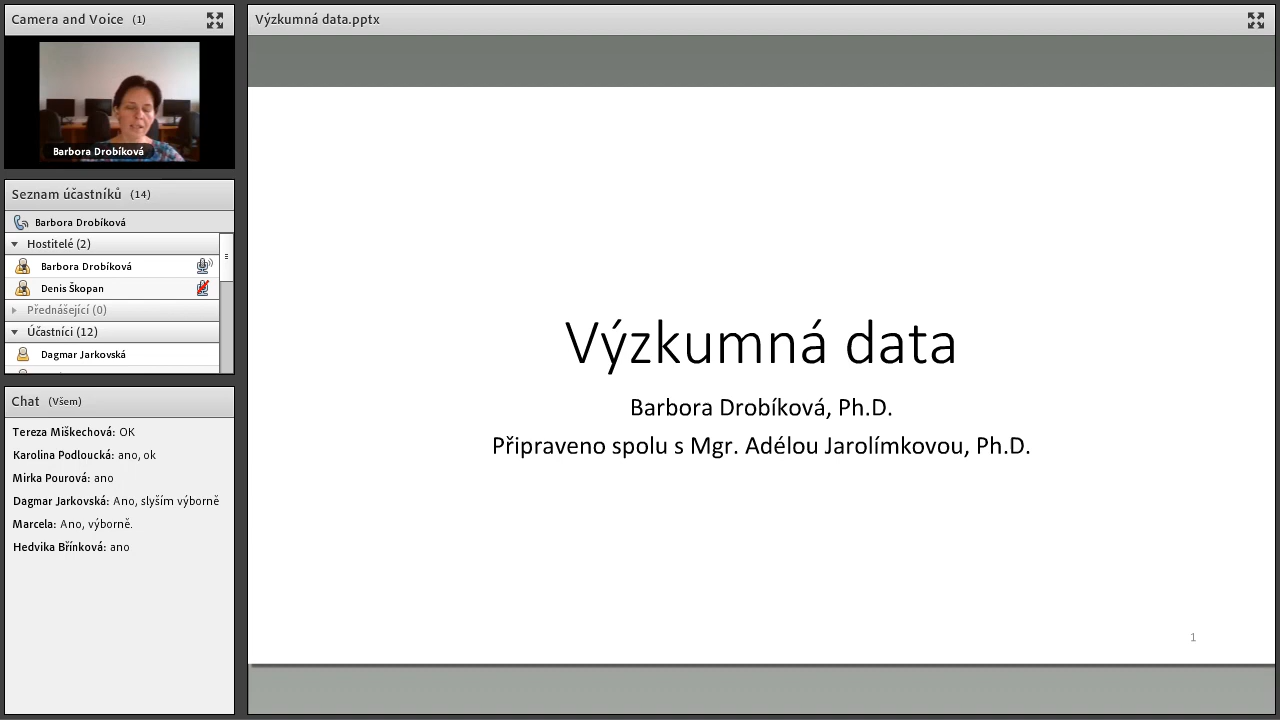 Camera and Voice (1)
Barbora Drobíková
Seznam účastníků (14)
Barbora Drobíková
Hostitelé (2)
Barbora Drobíková
Denis Škopan
Přednášející (0)
Účastníci (12)
Dagmar Jarkovská
Chat (Všem)
Tereza Miškechová: OK
Karolina Podloucká: ano, ok
Mirka Pourová: ano
Dagmar Jarkovská: Ano, slyším výborně
Marcela: Ano, výborně.
Hedvika Břínková: ano
Výzkumná data.pptx
Výzkumná data
Barbora Drobíková, Ph.D.
Připraveno spolu s Mgr. Adélou Jarolímkovou, Ph.D.
1